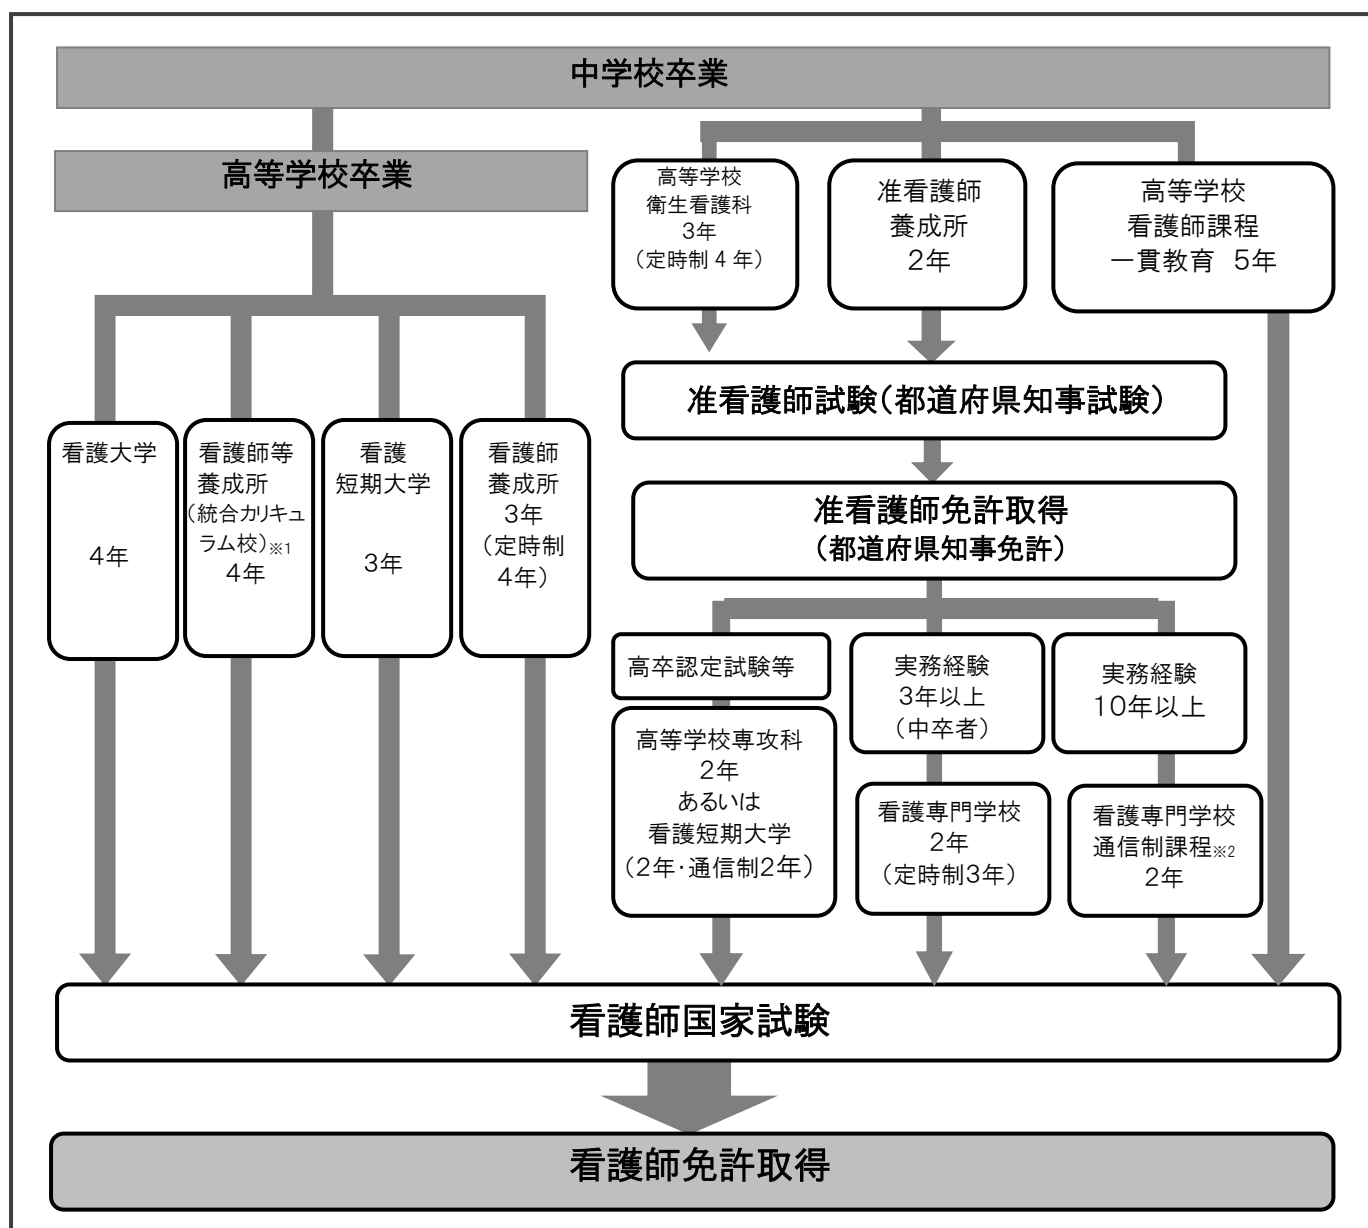 中学校卒業
高等学校卒業
高等学校
衛生看護科
3年
(定時制 4 年)
准看護師
養成所
2年
高等学校
看護師課程
一貫教育 5年
准看護師試験(都道府県知事試験)
准看護師免許取得
(都道府県知事免許)
看護大学
4年
看護師等
養成所
(統合カリキュ
ラム校)※1
4年
看護
短期大学
3年
看護師
養成所
3年
(定時制
4年)
高卒認定試験等
高等学校専攻科
2年
あるいは
看護短期大学
(2年・通信制2年)
実務経験
3年以上
(中卒者)
看護専門学校
2年
(定時制3年)
実務経験
10年以上
看護専門学校
通信制課程※2
2年
看護師国家試験
看護師免許取得